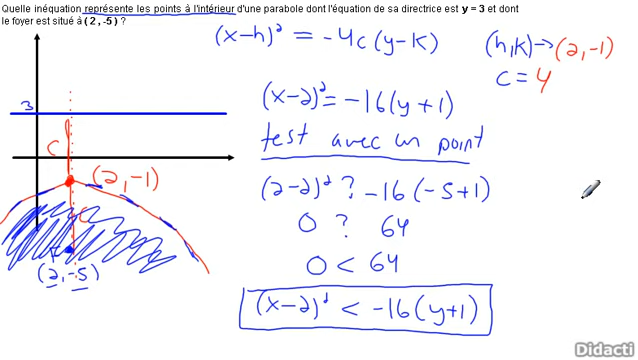 Quelle inéquation représente les points à l'intérieur d'une parabole dont l'équation de sa directrice est y = 3 et dont
le foyer est situé à ( 2 , -5 ) ?
(x-h)² = -4c(y-k)
(h,k) → (2,-1)
c = 4
3
(x-2)² = -16(y+1)
test avec un point
c
(2,-1)
(2-2)² ? -16(-5+1)
c
0 ? 64
F
(2,-5)
0 < 64
(x-2)² < -16(y+1)
Didacti